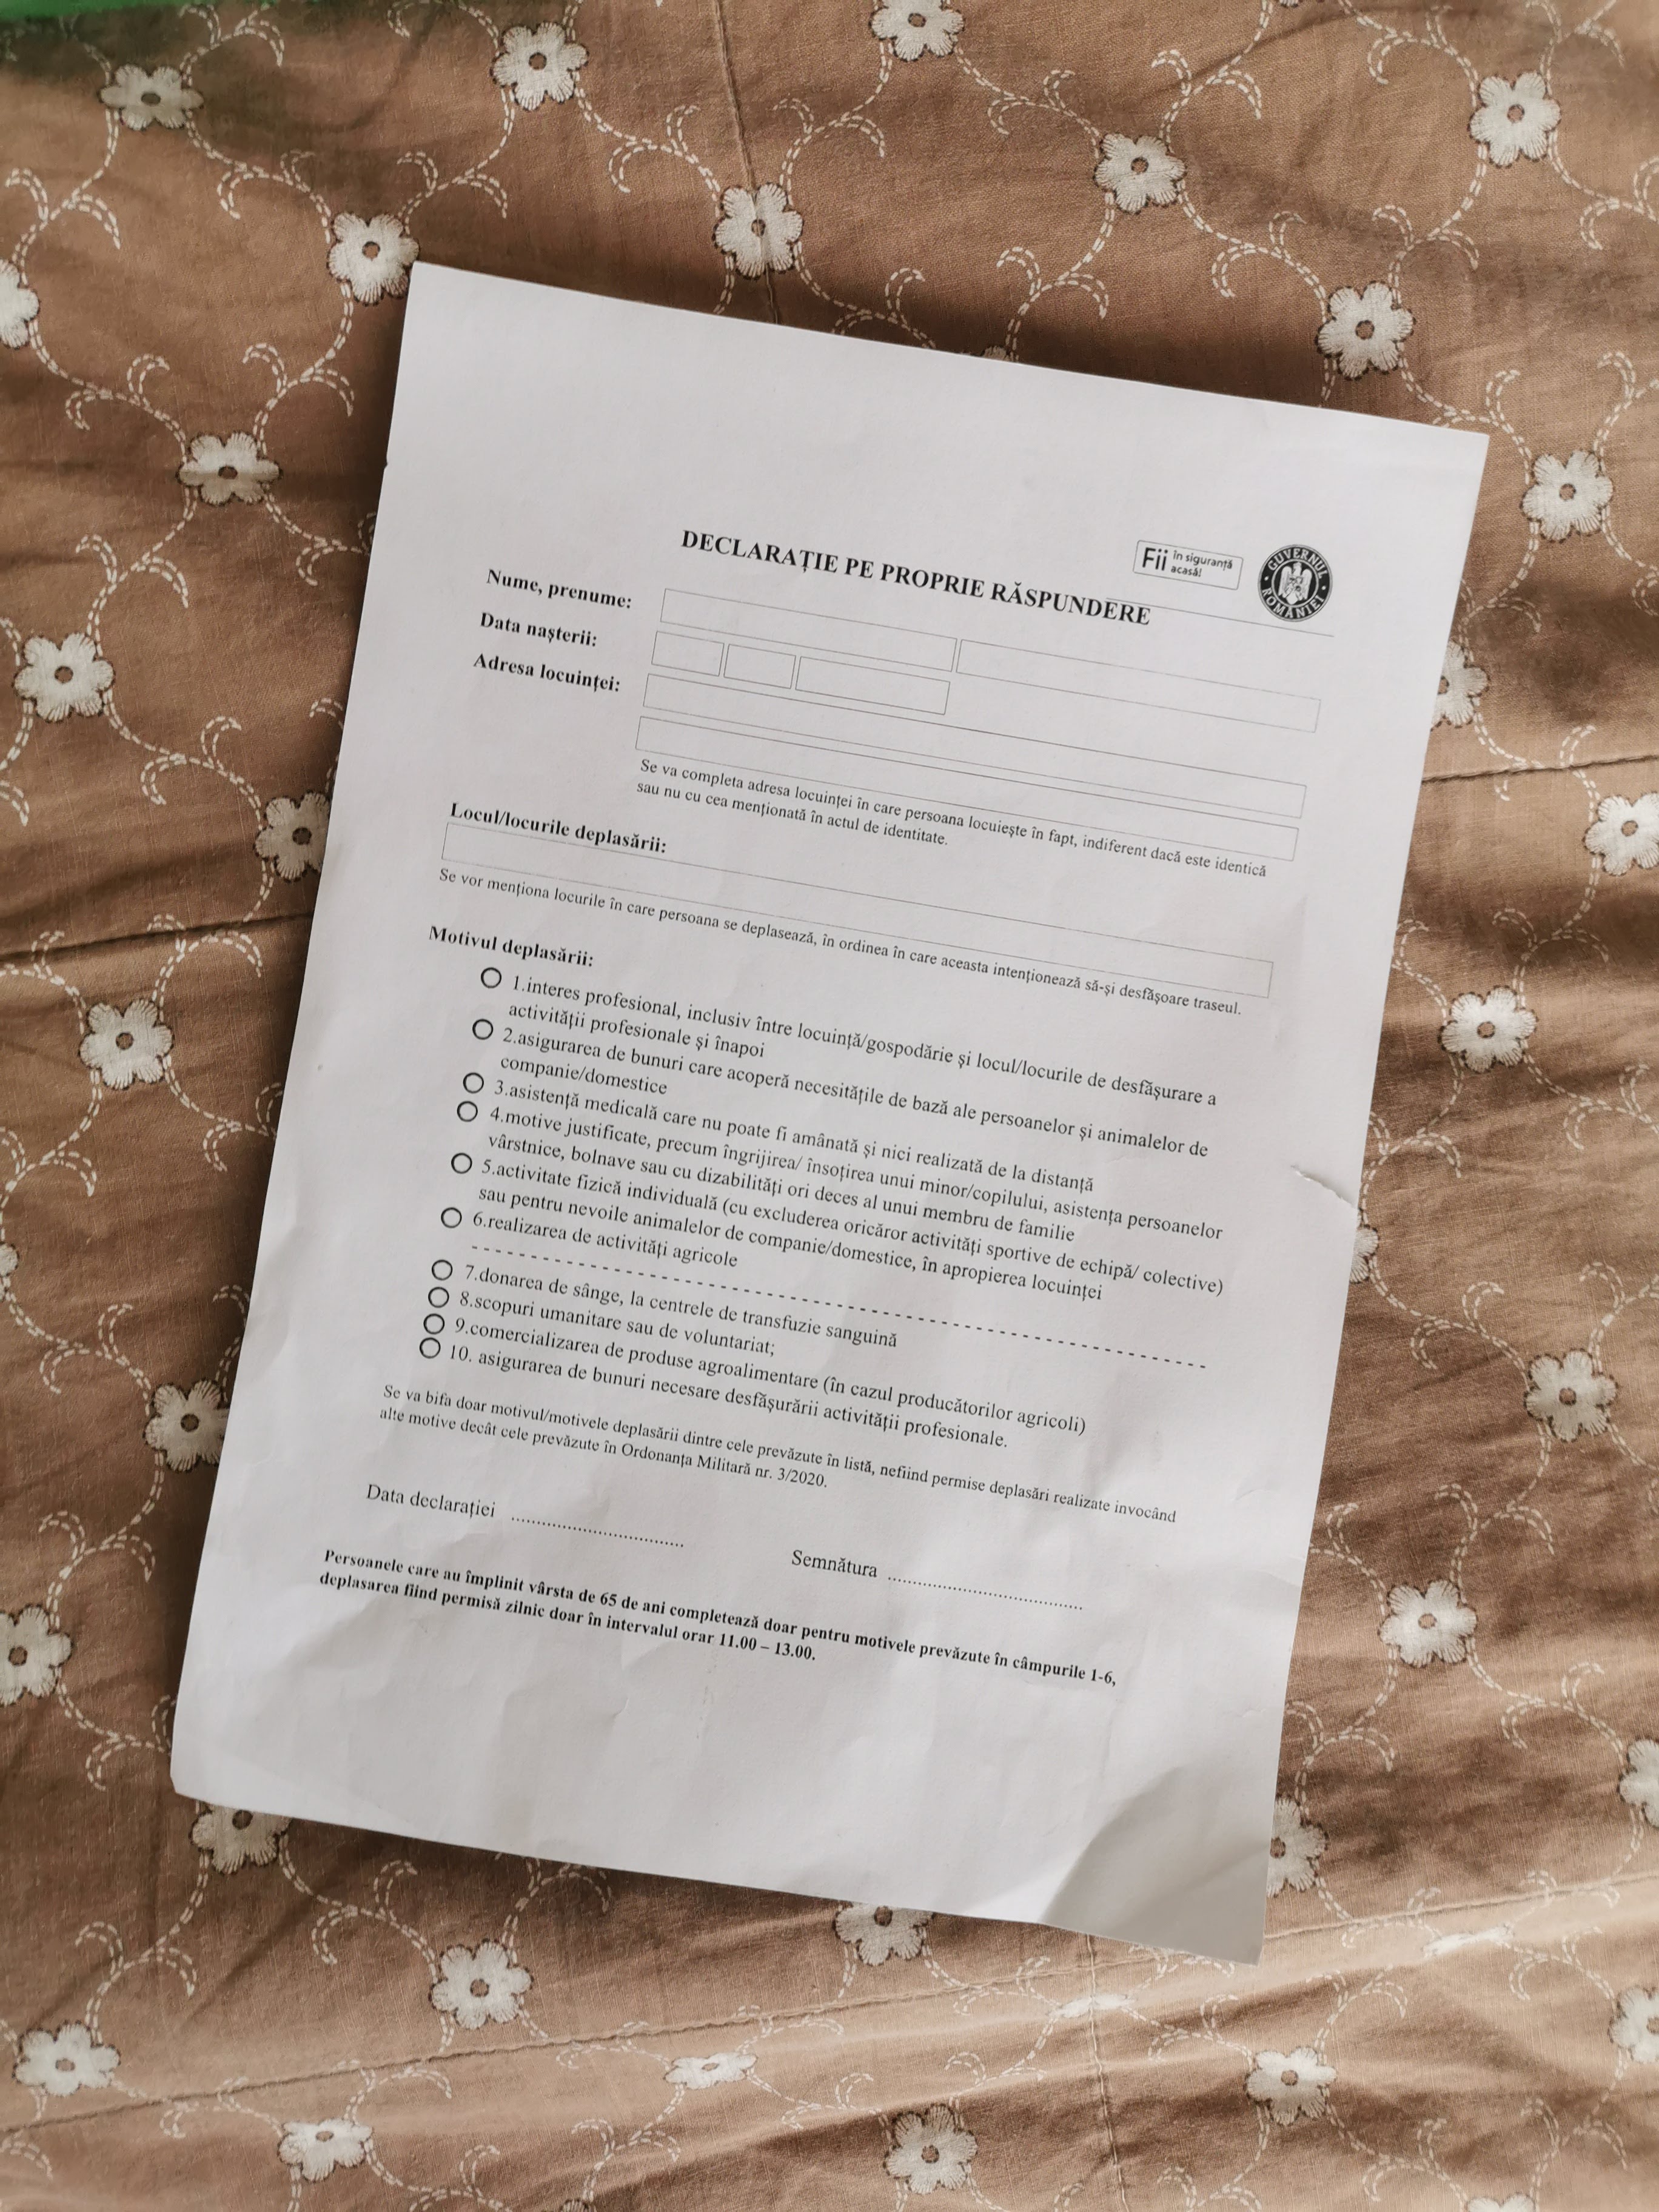 Fii în siguranță
acasă!
GUVERNUL ROMÂNIEI
DECLARAȚIE PE PROPRIE RĂSPUNDERE
Nume, prenume:
Data nașterii:
Adresa locuinței:
Se va completa adresa locuinței în care persoana locuiește în fapt, indiferent dacă este identică
sau nu cu cea menționată în actul de identitate.
Locul/locurile deplasării:
Se vor menționa locurile în care persoana se deplasează, în ordinea în care aceasta intenționează să-și desfășoare traseul.
Motivul deplasării:
1.interes profesional, inclusiv între locuință/gospodărie și locul/locurile de desfășurare a
activității profesionale și înapoi
2.asigurarea de bunuri care acoperă necesitățile de bază ale persoanelor și animalelor de
companie/domestice
3.asistență medicală care nu poate fi amânată și nici realizată de la distanță
4.motive justificate, precum îngrijirea/ însoțirea unui minor/copilului, asistența persoanelor
vârstnice, bolnave sau cu dizabilități ori deces al unui membru de familie
5.activitate fizică individuală (cu excluderea oricăror activități sportive de echipă/ colective)
sau pentru nevoile animalelor de companie/domestice, în apropierea locuinței
6.realizarea de activități agricole
7.donarea de sânge, la centrele de transfuzie sanguină
8.scopuri umanitare sau de voluntariat;
9.comercializarea de produse agroalimentare (în cazul producătorilor agricoli)
10. asigurarea de bunuri necesare desfășurării activității profesionale.
Se va bifa doar motivul/motivele deplasării dintre cele prevăzute în listă, nefiind permise deplasări realizate invocând
alte motive decât cele prevăzute în Ordonanța Militară nr. 3/2020.
Data declarației ..................................
Semnătura ......................................
Persoanele care au împlinit vârsta de 65 de ani completează doar pentru motivele prevăzute în câmpurile 1-6,
deplasarea fiind permisă zilnic doar în intervalul orar 11.00 – 13.00.